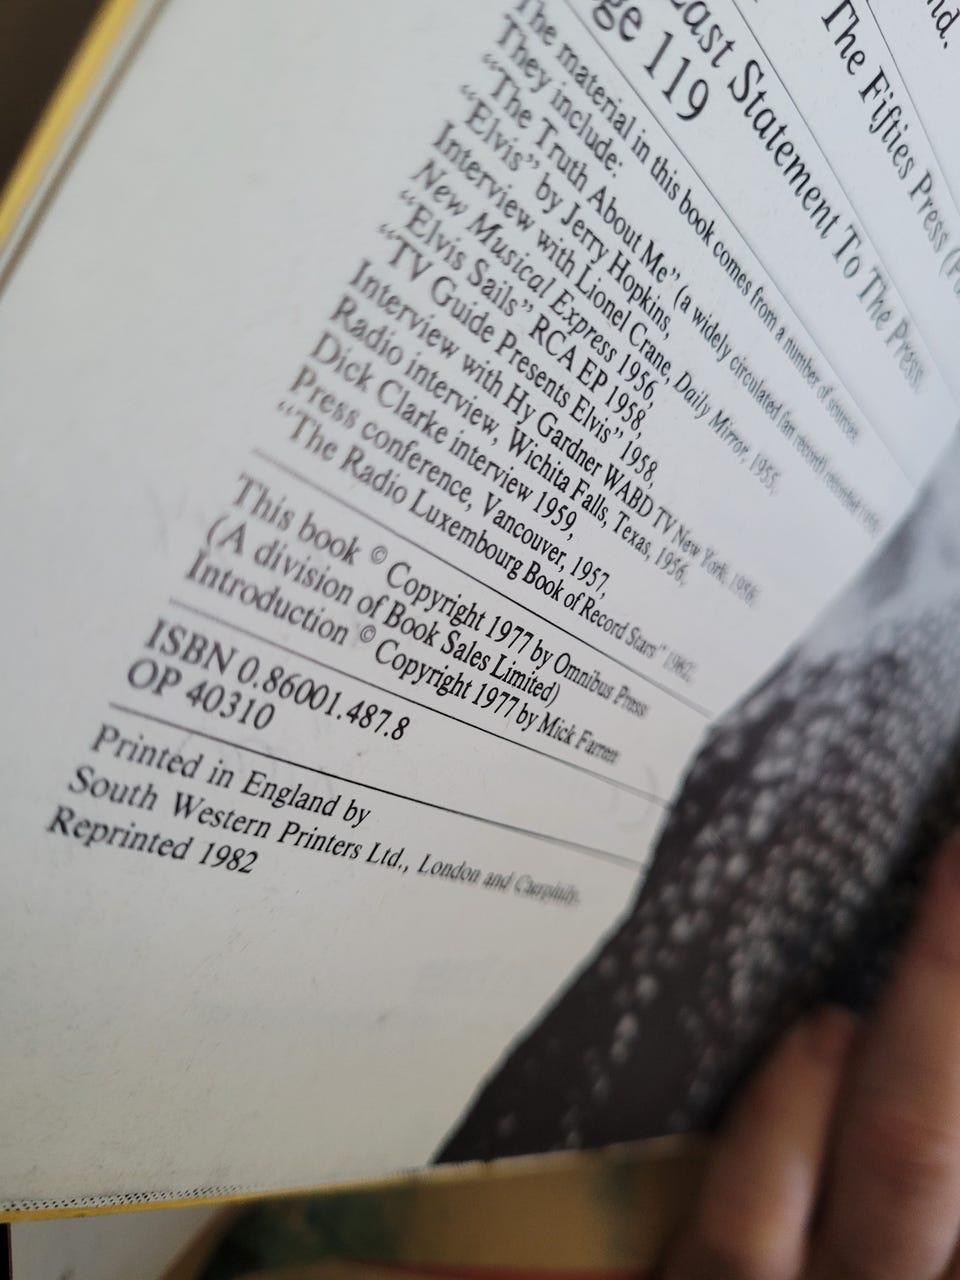 nd.
The Fifties Press
Last Statement To The Press.
ge 119
The material in this book comes from a number of sources.
They include:
“The Truth About Me” (a widely circulated fan record)
“Elvis” by Jerry Hopkins,
Interview with Lionel Crane, Daily Mirror, 1955,
New Musical Express 1956,
“Elvis Sails” RCA EP 1958,
“TV Guide Presents Elvis” 1958,
Interview with Hy Gardner WABD TV New York, 1956,
Radio interview, Wichita Falls, Texas, 1956,
Dick Clarke interview 1959,
Press conference, Vancouver, 1957,
“The Radio Luxembourg Book of Record Stars” 1962.
This book © Copyright 1977 by Omnibus Press
(A division of Book Sales Limited)
Introduction © Copyright 1977 by Mick Farren
ISBN 0.86001.487.8
OP 40310
Printed in England by
South Western Printers Ltd., London and Caerphilly.
Reprinted 1982